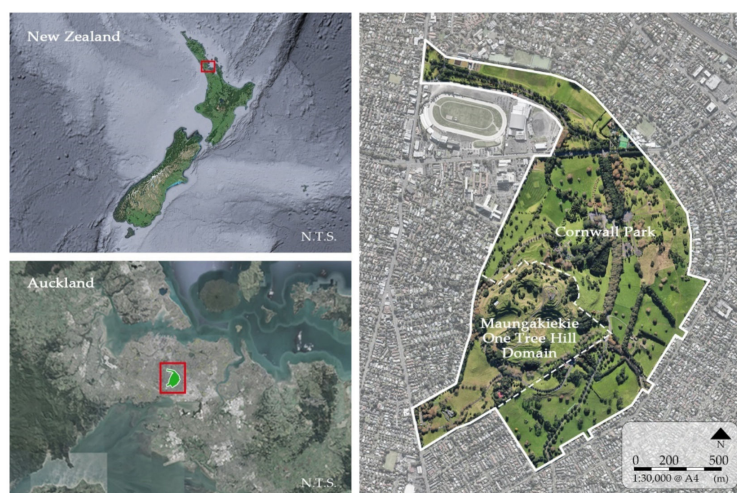 New Zealand
N.T.S.
Auckland
N.T.S.
Cornwall Park
Maungakiekie
One Tree Hill
Domain
N
0 200 500
1:30,000 @ A4 (m)